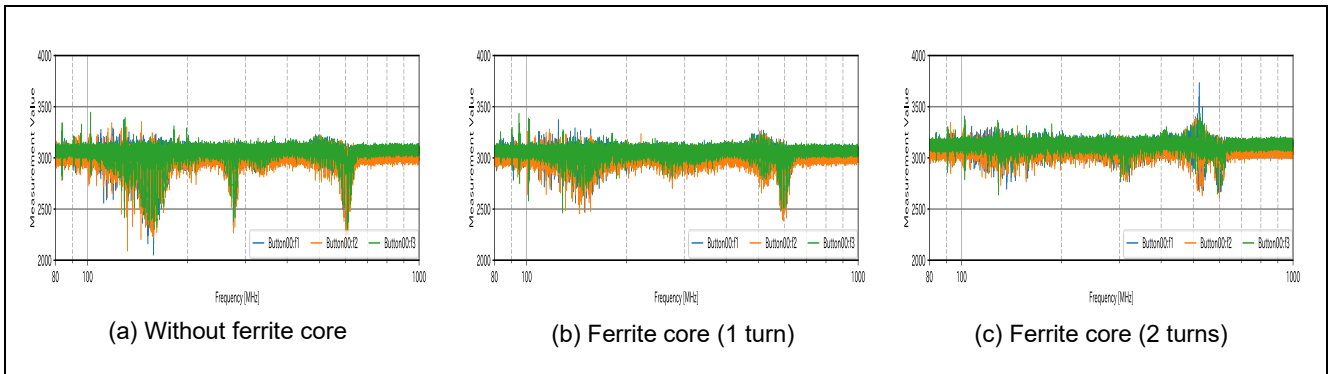 4000
3500
3000
2500
2000
Measurement Value
80
100
1000
Frequency [MHz]
Button00:f1 Button00:f2 Button00:f3
(a) Without ferrite core
4000
3500
3000
2500
2000
Measurement Value
80
100
1000
Frequency [MHz]
Button00:f1 Button00:f2 Button00:f3
(b) Ferrite core (1 turn)
4000
3500
3000
2500
2000
Measurement Value
80
100
1000
Frequency [MHz]
Button00:f1 Button00:f2 Button00:f3
(c) Ferrite core (2 turns)